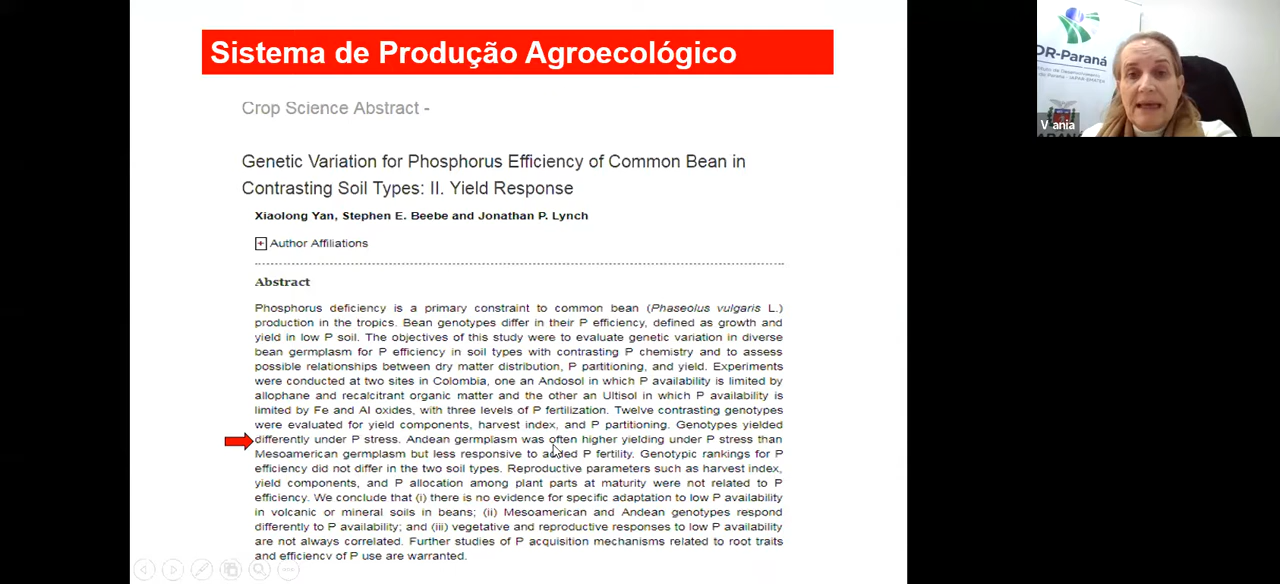 Sistema de Produção Agroecológico
Crop Science Abstract -
Genetic Variation for Phosphorus Efficiency of Common Bean in
Contrasting Soil Types: II. Yield Response
Xiaolong Yan, Stephen E. Beebe and Jonathan P. Lynch
+ Author Affiliations
Abstract
Phosphorus deficiency is a primary constraint to common bean (Phaseolus vulgaris L.)
production in the tropics. Bean genotypes differ in their P efficiency, defined as growth and
yield in low P soil. The objectives of this study were to evaluate genetic variation in diverse
bean germplasm for P efficiency in soil types with contrasting P chemistry and to assess
possible relationships between dry matter distribution, P partitioning, and yield. Experiments
were conducted at two sites in Colombia, one an Andosol in which P availability is limited by
allophane and recalcitrant organic matter and the other an Ultisol in which P availability is
limited by Fe and Al oxides, with three levels of P fertilization. Twelve contrasting genotypes
were evaluated for yield components, harvest index, and P partitioning. Genotypes yielded
differently under P stress. Andean germplasm was often higher yielding under P stress than
Mesoamerican germplasm but less responsive to added P fertility. Genotypic rankings for P
efficiency did not differ in the two soil types. Reproductive parameters such as harvest index,
yield components, and P allocation among plant parts at maturity were not related to P
efficiency. We conclude that (i) there is no evidence for specific adaptation to low P availability
in volcanic or mineral soils in beans; (ii) Mesoamerican and Andean genotypes respond
differently to P availability; and (iii) vegetative and reproductive responses to low P availability
are not always correlated. Further studies of P acquisition mechanisms related to root traits
and efficiency of P use are warranted.
DR-Paraná
Vania